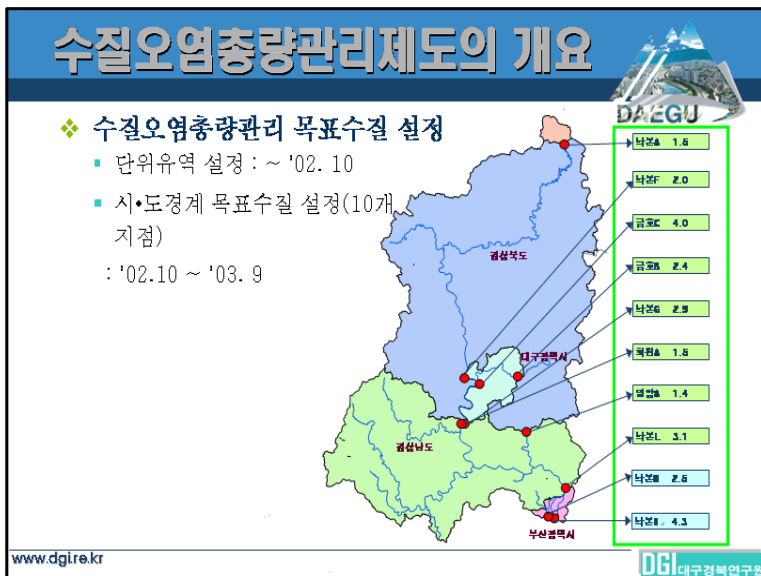 수질오염총량관리제도의 개요
DAEGU
수질오염총량관리 목표수질 설정
단위유역 설정 : ~ '02. 10
시•도경계 목표수질 설정(10개
지점)
: '02.10 ~ '03. 9
낙본A 1.5
낙본F 2.0
금호C 4.0
금호B 2.4
낙본G 2.9
회천A 1.5
밀양A 1.4
낙본L 3.1
2.5
4.3
경상북도
대구광역시
경상남도
부산광역시
www.dgi.re.kr
DGI 대구경북연구원